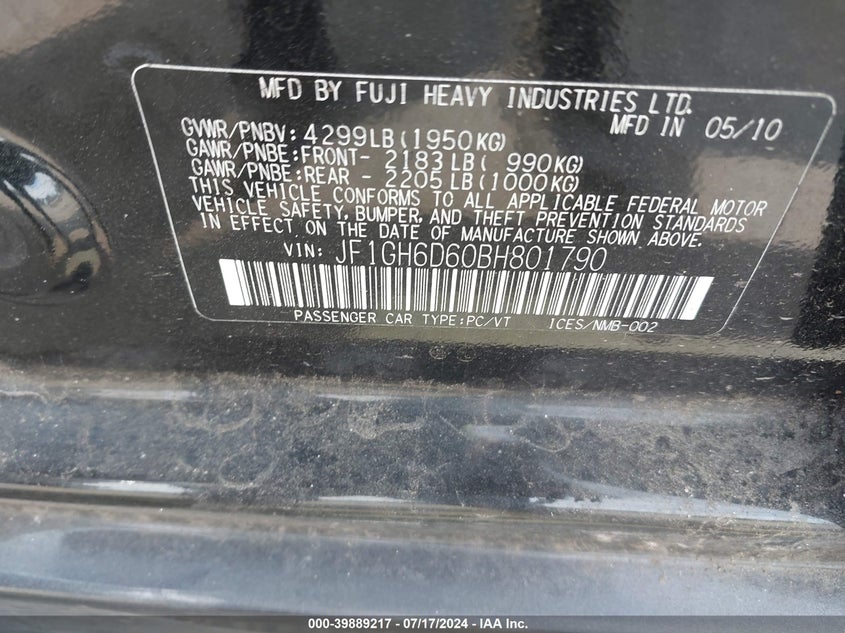 MFD BY FUJI HEAVY INDUSTRIES LTD.
MFD IN 05/10
GVWR/PNBV: 4299LB(1950KG)
GAWR/PNBE:FRONT- 2183LB( 990KG)
GAWR/PNBE:REAR - 2205LB(1000KG)
THIS VEHICLE CONFORMS TO ALL APPLICABLE FEDERAL MOTOR
VEHICLE SAFETY, BUMPER, AND THEFT PREVENTION STANDARDS
IN EFFECT ON THE DATE OF MANUFACTURE SHOWN ABOVE.
VIN: JF1GH6D60BH801790
PASSENGER CAR TYPE:PC/VT ICES/NMB-002
000-39889217 - 07/17/2024 - IAA Inc.